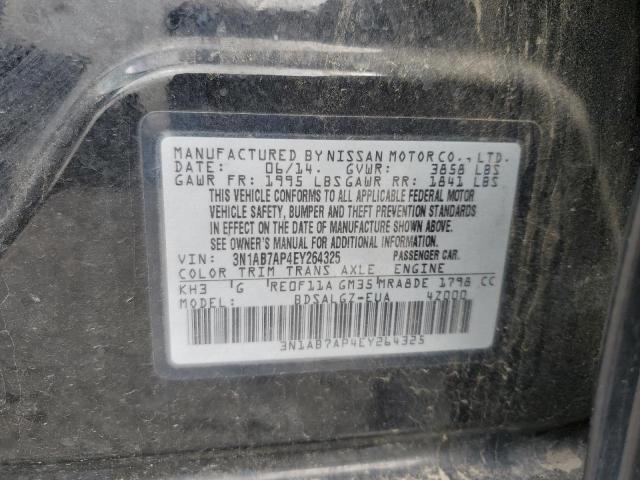 MANUFACTURED BY NISSAN MOTOR CO., LTD.
DATE: 06/14. GVWR: 3858 LBS
GAWR FR: 1995 LBS GAWR RR: 1841 LBS
THIS VEHICLE CONFORMS TO ALL APPLICABLE FEDERAL MOTOR
VEHICLE SAFETY, BUMPER AND THEFT PREVENTION STANDARDS
IN EFFECT ON THE DATE OF MANUFACTURE SHOWN ABOVE.
SEE OWNER'S MANUAL FOR ADDITIONAL INFORMATION.
VIN: 3N1AB7AP4EY264325 PASSENGER CAR.
COLOR TRIM TRANS AXLE ENGINE
KH3 G RE0F11A GM35 MRA8DE 1798 CC
MODEL: BDSALGZ-EUA 4Z000
3N1AB7AP4EY264325